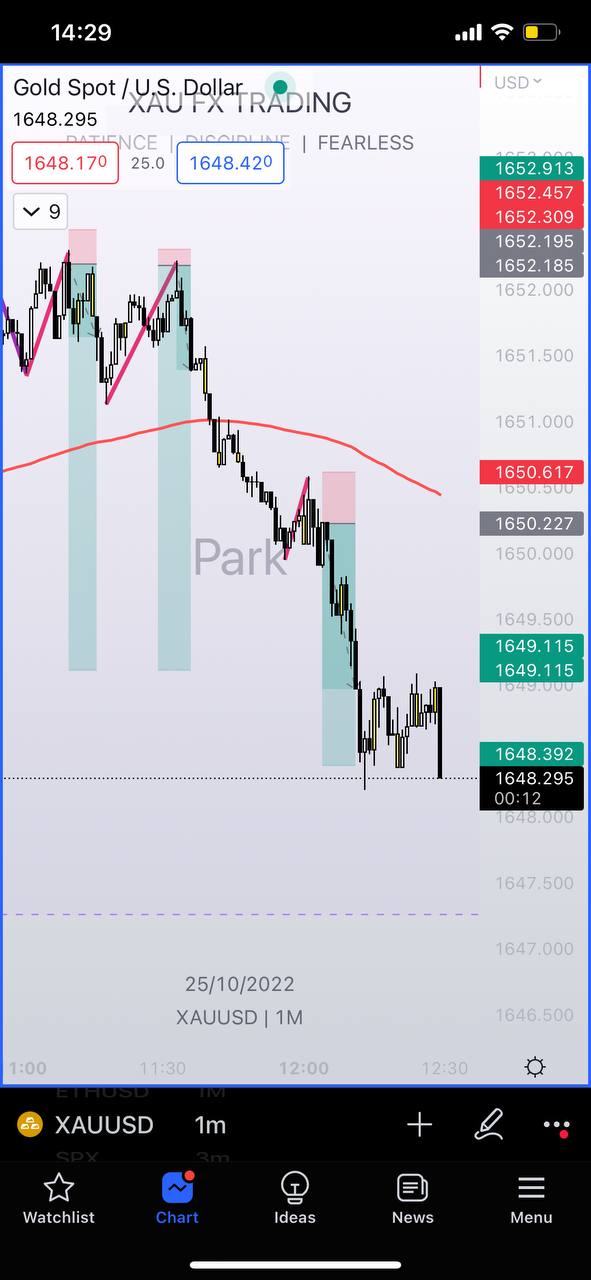 14:29
Gold Spot / U.S. Dollar
USD
XAU FX TRADING
1648.295
PATIENCE | DISCIPLINE | FEARLESS
1648.170
25.0
1648.420
9
1652.913
1652.457
1652.309
1652.195
1652.185
1652.000
1651.500
1651.000
1650.617
1650.500
1650.227
Park
1650.000
1649.500
1649.115
1649.115
1649.000
1648.392
1648.295
00:12
1648.000
1647.500
1647.000
25/10/2022
XAUUSD | 1M
1646.500
1:00 11:30 12:00 12:30
ETHUSD 1M
XAUUSD 1m
SPX 3m
Watchlist Chart Ideas News Menu